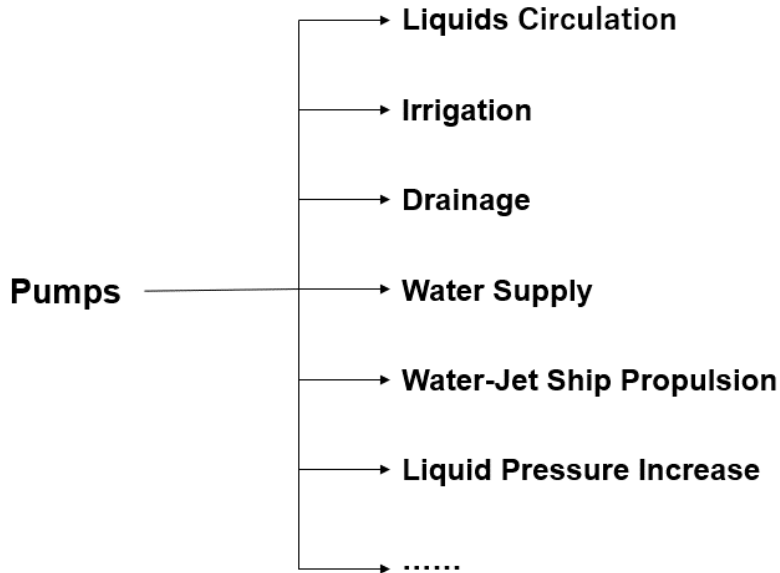 Liquids Circulation
Irrigation
Drainage
Pumps
Water Supply
Water-Jet Ship Propulsion
Liquid Pressure Increase
······